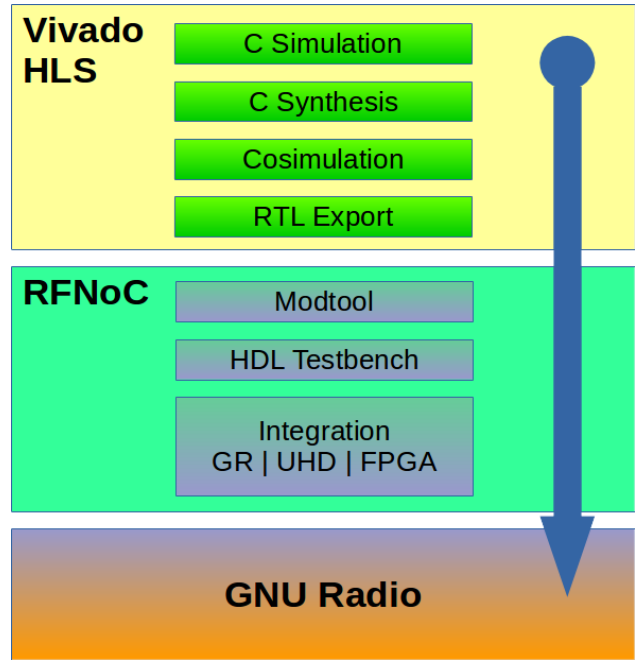 Vivado
HLS
C Simulation
C Synthesis
Cosimulation
RTL Export
RFNoC
Modtool
HDL Testbench
Integration
GR | UHD | FPGA
GNU Radio